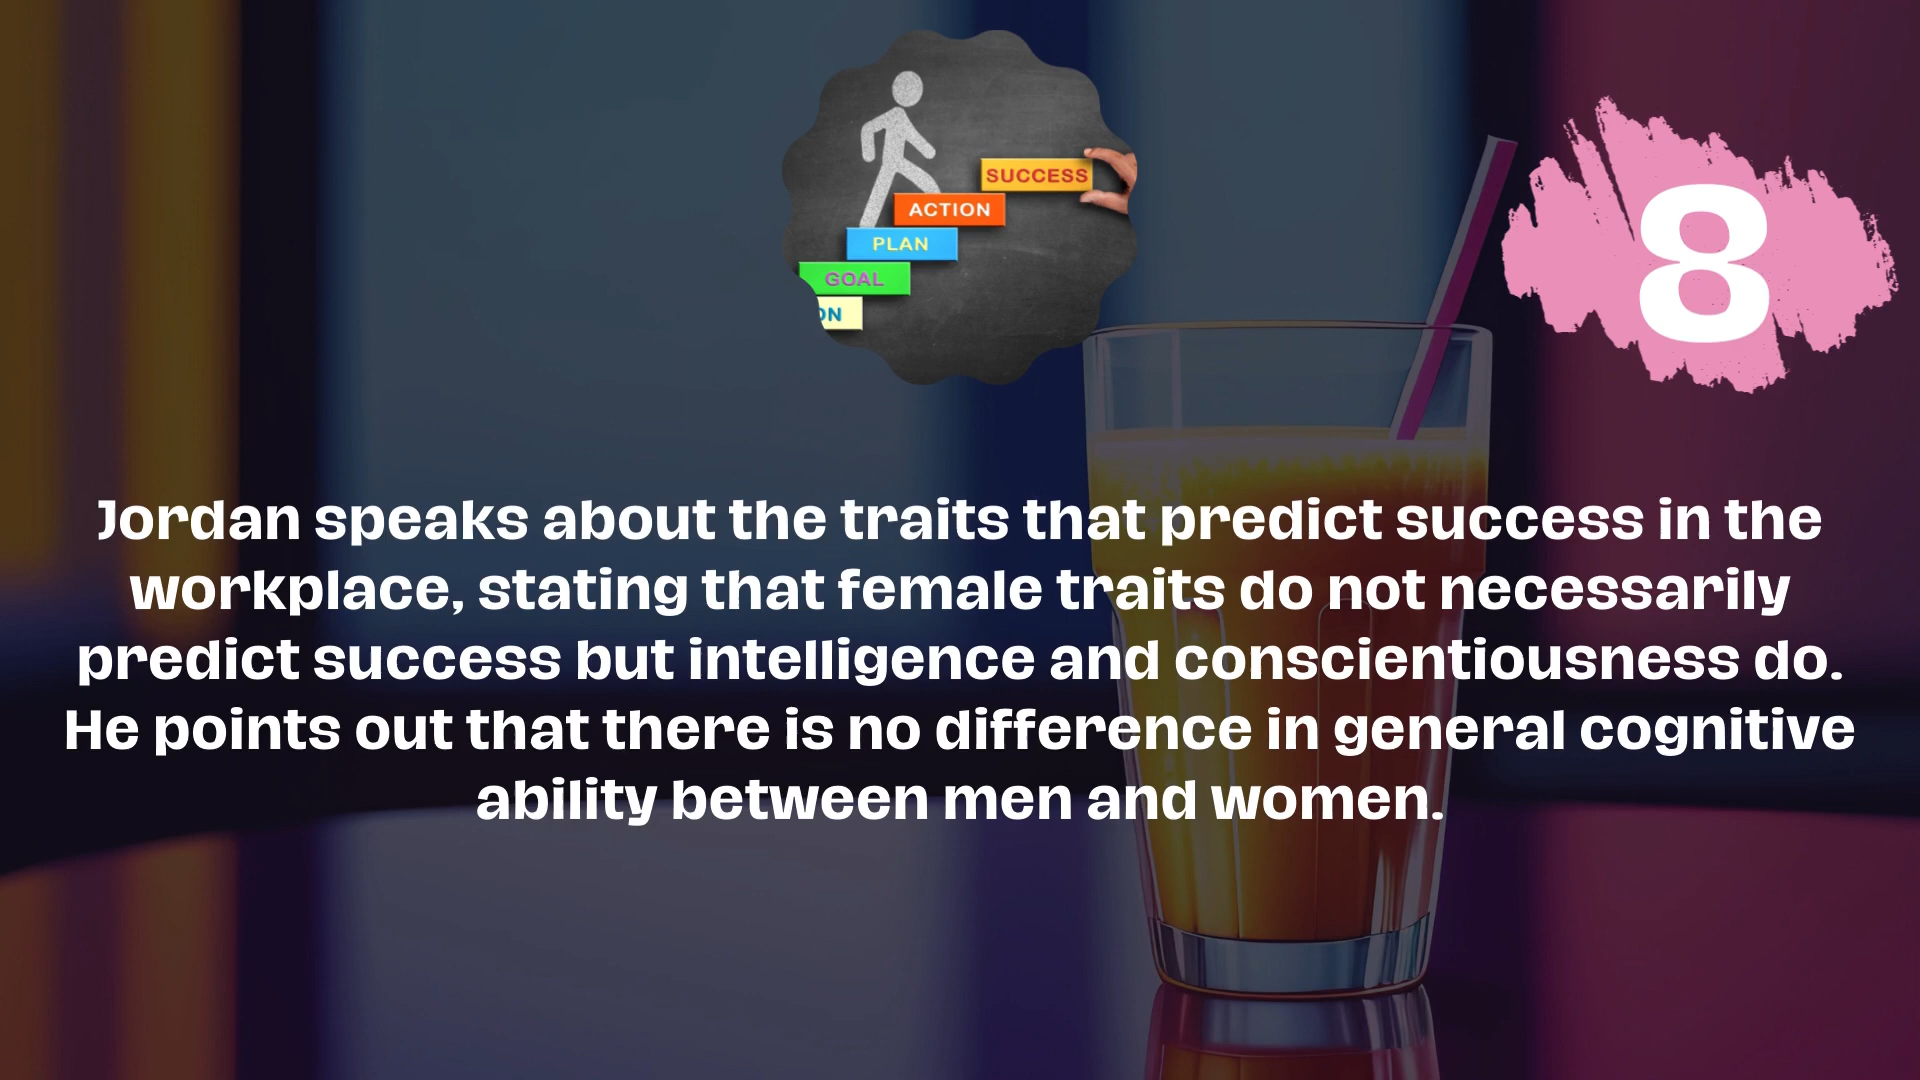 SUCCESS
ACTION
PLAN
GOAL
ON
8
Jordan speaks about the traits that predict success in the
workplace, stating that female traits do not necessarily
predict success but intelligence and conscientiousness do.
He points out that there is no difference in general cognitive
ability between men and women.